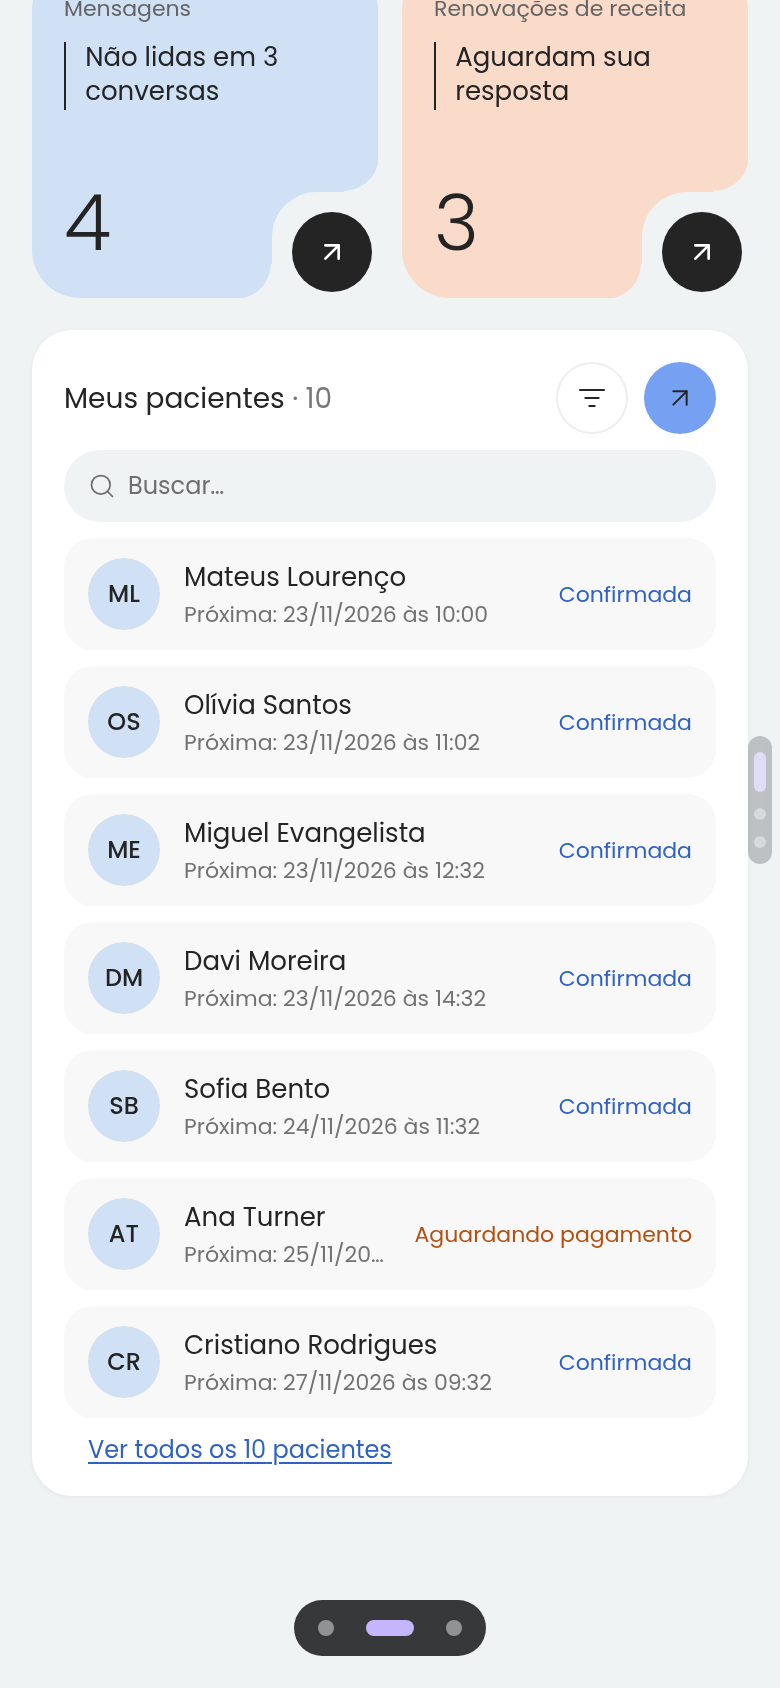 Mensagens
Não lidas em 3
conversas
4
Renovações de receita
Aguardam sua
resposta
3
Meus pacientes · 10
Buscar...
ML
Mateus Lourenço
Próxima: 23/11/2026 às 10:00
Confirmada
OS
Olívia Santos
Próxima: 23/11/2026 às 11:02
Confirmada
ME
Miguel Evangelista
Próxima: 23/11/2026 às 12:32
Confirmada
DM
Davi Moreira
Próxima: 23/11/2026 às 14:32
Confirmada
SB
Sofia Bento
Próxima: 24/11/2026 às 11:32
Confirmada
AT
Ana Turner
Próxima: 25/11/20...
Aguardando pagamento
CR
Cristiano Rodrigues
Próxima: 27/11/2026 às 09:32
Confirmada
Ver todos os 10 pacientes